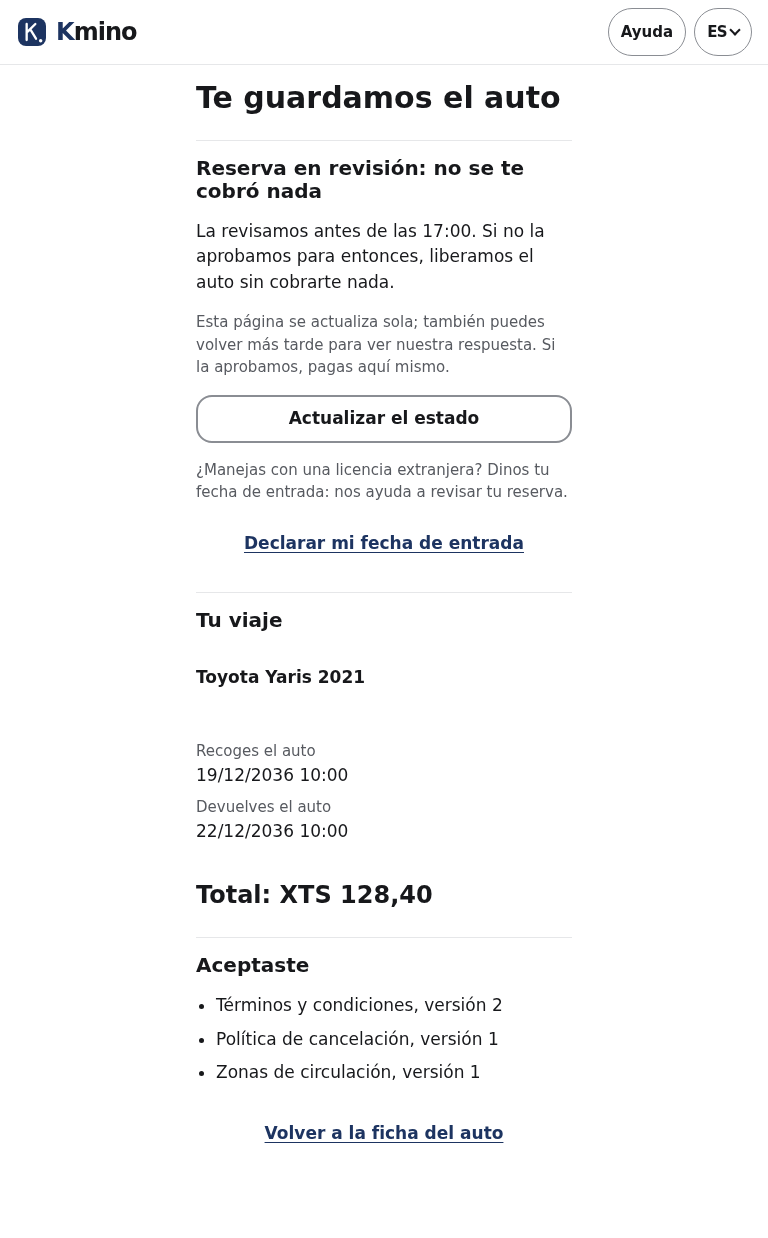 K. Kmino
Ayuda
ES
Te guardamos el auto
Reserva en revisión: no se te
cobró nada
La revisamos antes de las 17:00. Si no la
aprobamos para entonces, liberamos el
auto sin cobrarte nada.
Esta página se actualiza sola; también puedes
volver más tarde para ver nuestra respuesta. Si
la aprobamos, pagas aquí mismo.
Actualizar el estado
¿Manejas con una licencia extranjera? Dinos tu
fecha de entrada: nos ayuda a revisar tu reserva.
Declarar mi fecha de entrada
Tu viaje
Toyota Yaris 2021
Recoges el auto
19/12/2036 10:00
Devuelves el auto
22/12/2036 10:00
Total: XTS 128,40
Aceptaste
• Términos y condiciones, versión 2
• Política de cancelación, versión 1
• Zonas de circulación, versión 1
Volver a la ficha del auto